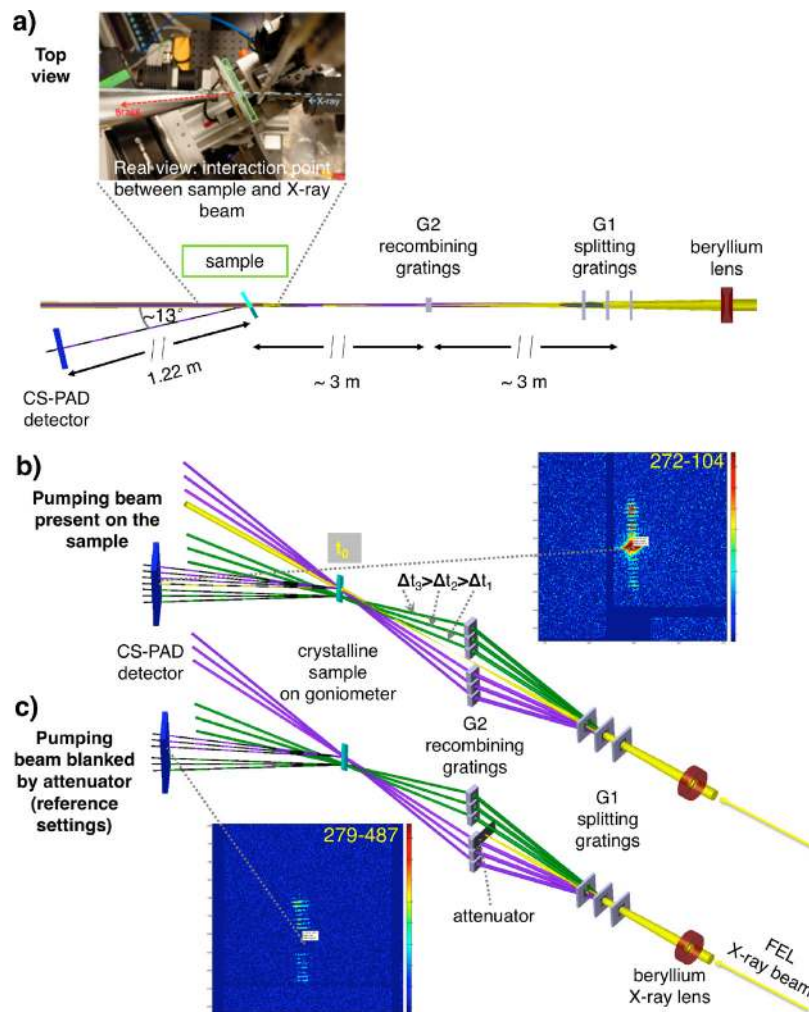 a)
Top
view
Bragg
X-ray
Real view: interaction point
between sample and X-ray
beam
G2
recombining
gratings
G1
splitting
gratings
beryllium
lens
sample
~13°
1.22 m
~ 3 m
~ 3 m
CS-PAD
detector
b)
Pumping beam
present on the
sample
272-104
t₀
Δt₃>Δt₂>Δt₁
CS-PAD
detector
crystalline
sample
on goniometer
c)
Pumping
beam blanked
by attenuator
(reference
settings)
G2
recombining
gratings
G1
splitting
gratings
279-487
attenuator
beryllium
X-ray lens
FEL
X-ray beam